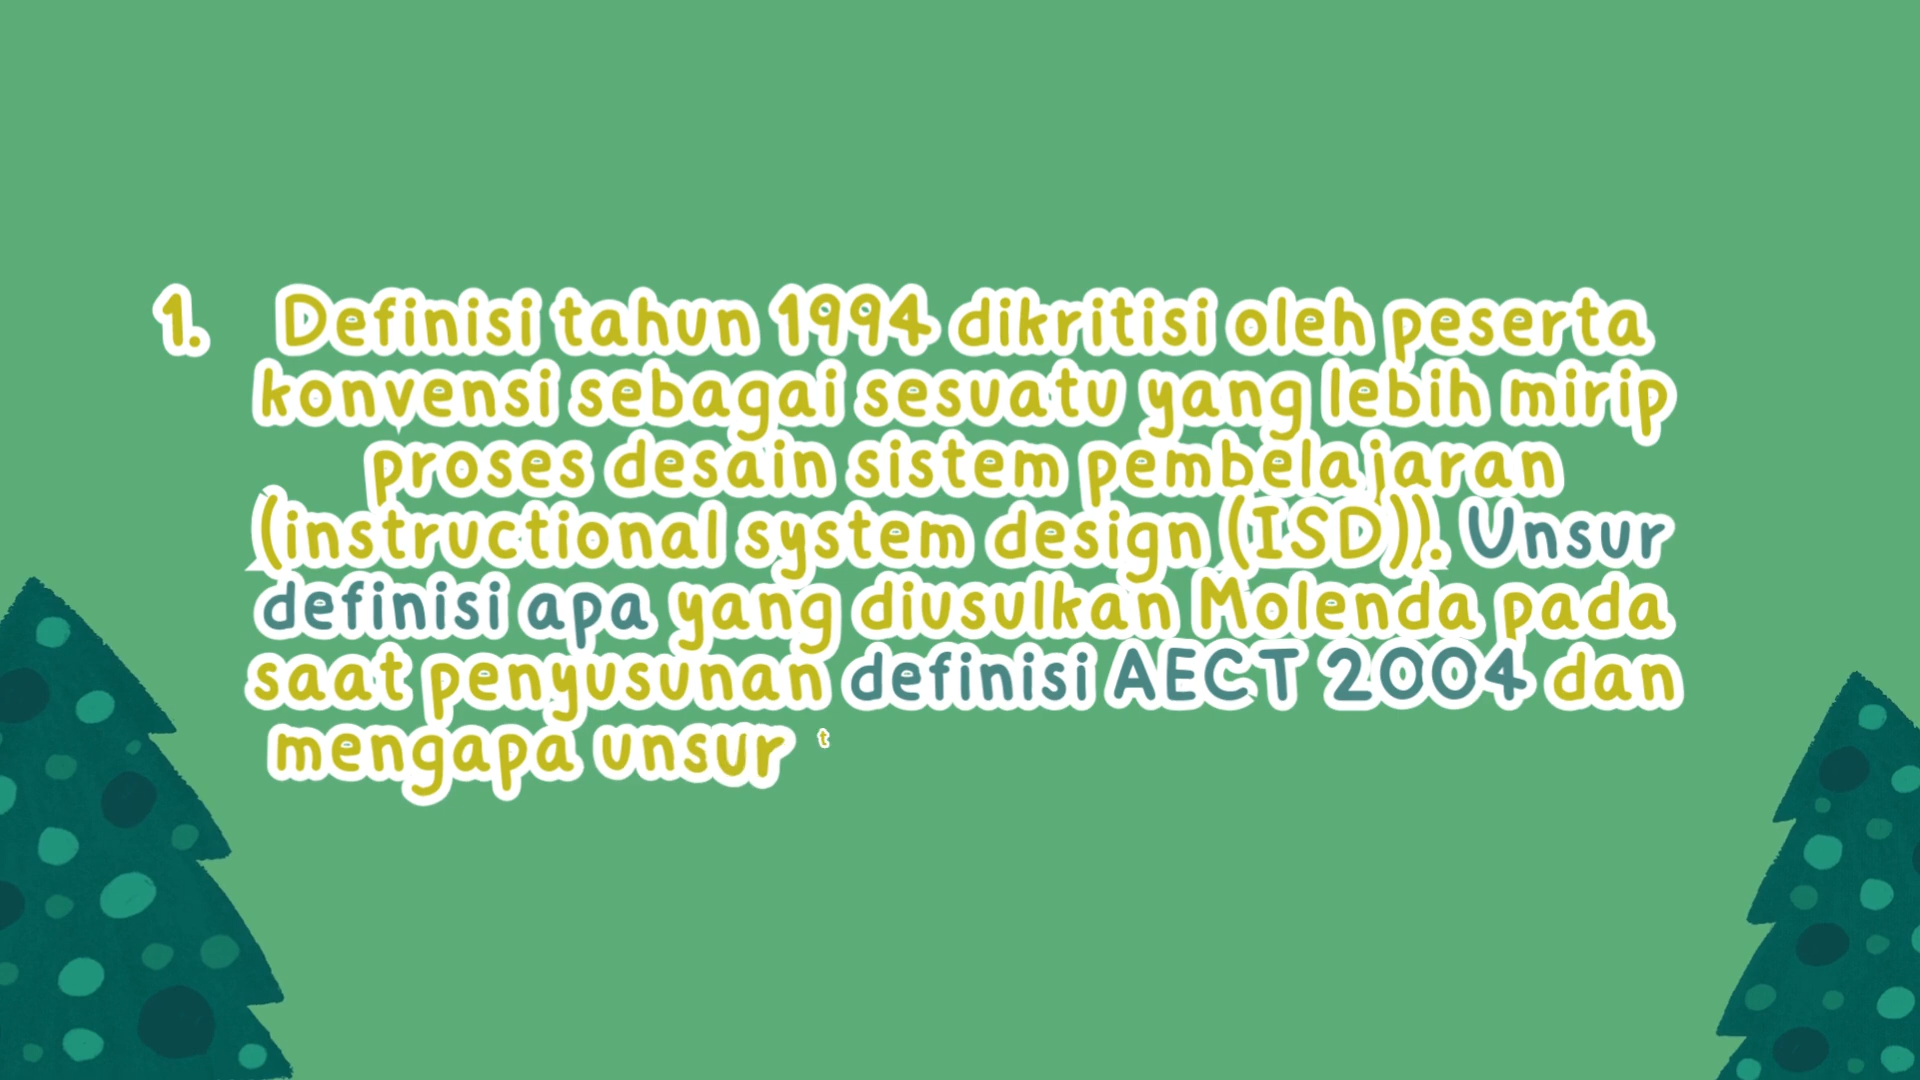 1. Definisi tahun 1994 dikritisi oleh peserta
konvensi sebagai sesuatu yang lebih mirip
proses desain sistem pembelajaran
(instructional system design (ISD)). Unsur
definisi apa yang diusulkan Molenda pada
saat penyusunan definisi AECT 2004 dan
mengapa unsur t